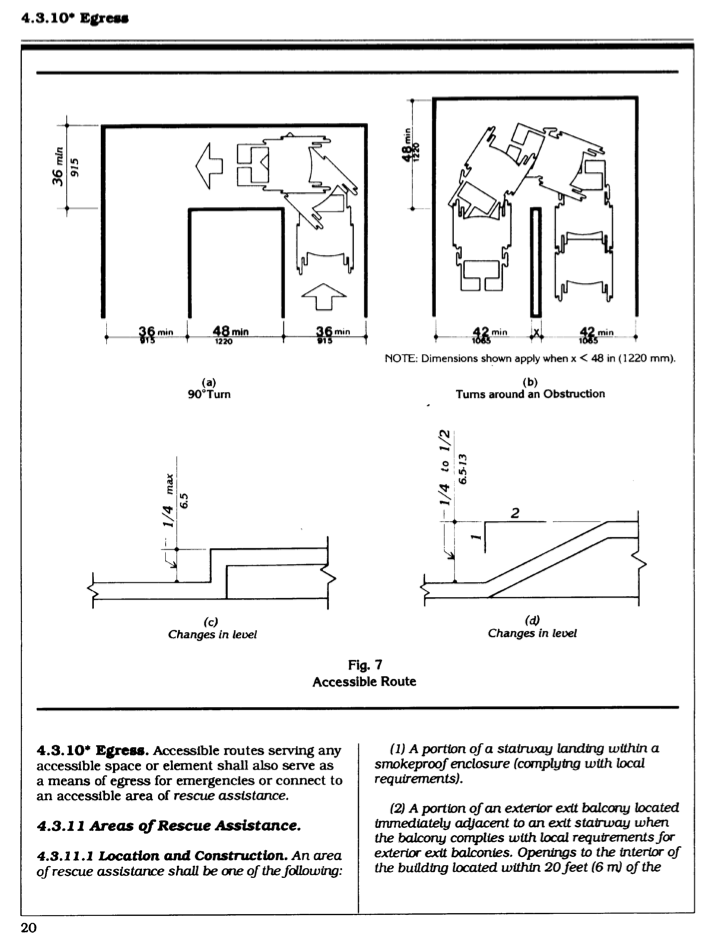 4.3.10* Egress
36 min
915
36 min
915
48 min
1220
36 min
915
(a)
90° Turn
48 min
1220
42 min
1065
x
42 min
1065
NOTE: Dimensions shown apply when x < 48 in (1220 mm).
(b)
Turns around an Obstruction
1/4 max
6.5
(c)
Changes in level
1/4 to 1/2
6.5-13
2
1
(d)
Changes in level
Fig. 7
Accessible Route
4.3.10* Egress. Accessible routes serving any
accessible space or element shall also serve as
a means of egress for emergencies or connect to
an accessible area of rescue assistance.
4.3.11 Areas of Rescue Assistance.
4.3.11.1 Location and Construction. An area
of rescue assistance shall be one of the following:
(1) A portion of a stairway landing within a
smokeproof enclosure (complying with local
requirements).
(2) A portion of an exterior exit balcony located
immediately adjacent to an exit stairway when
the balcony complies with local requirements for
exterior exit balconies. Openings to the interior of
the building located within 20 feet (6 m) of the
20